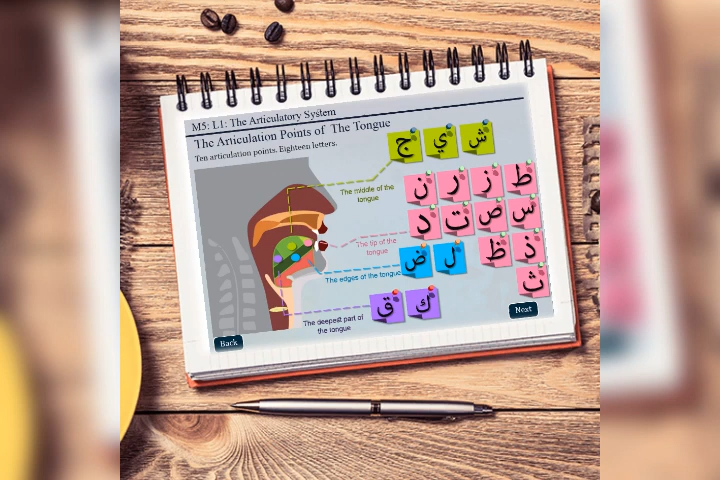 M5: L1: The Articulatory System
The Articulation Points of The Tongue
Ten articulation points. Eighteen letters.
ج ي ش
The middle of the
tongue
ن ر ز ط
د ت ص س
The tip of the
tongue
ظ ذ
ث
ض ل
The edges of the tongue
ق ك
The deepest part of
the tongue
Back
Next